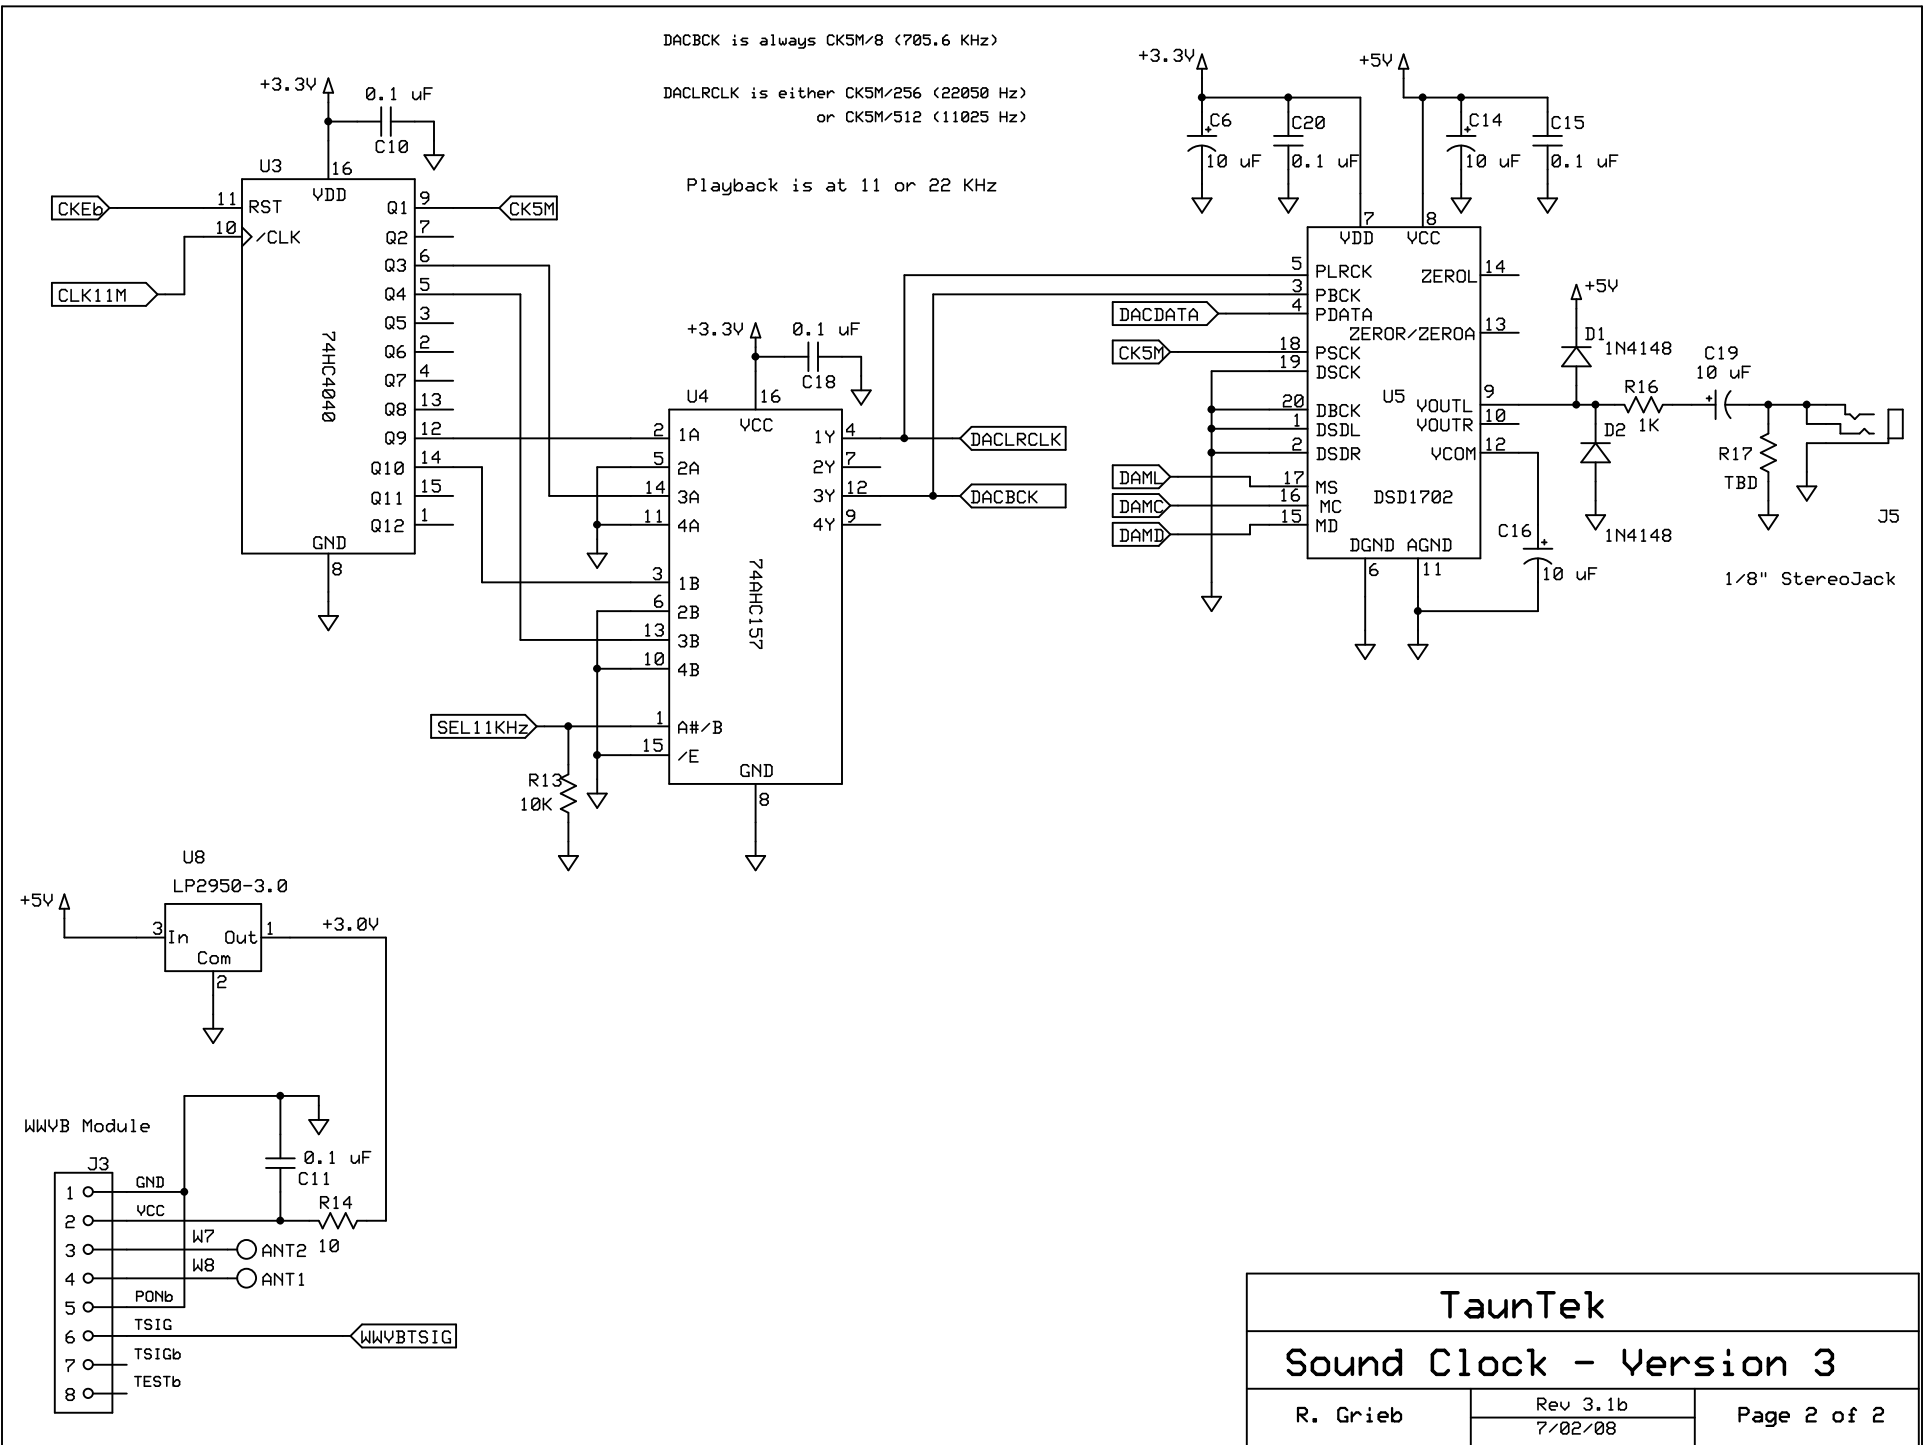 DACBCK is always CK5M/8 (705.6 KHz)
DACLRCLK is either CK5M/256 (22050 Hz)
or CK5M/512 (11025 Hz)
Playback is at 11 or 22 KHz
+3.3V
0.1 uF
C10
U3
16
VDD
CKEb
11
RST
10
/CLK
CLK11M
74HC4040
Q1
9
CK5M
Q2
7
Q3
6
Q4
5
Q5
3
Q6
2
Q7
4
Q8
13
Q9
12
Q10
14
Q11
15
Q12
1
GND
8
+3.3V
0.1 uF
C18
U4
16
VCC
2
1A
5
2A
14
3A
11
4A
3
1B
6
2B
13
3B
10
4B
SEL11KHz
1
A#/B
15
/E
R13
10K
74AHC157
1Y
4
DACLRCLK
2Y
7
3Y
12
DACBCK
4Y
9
GND
8
+3.3V
C6
10 uF
C20
0.1 uF
+5V
C14
10 uF
C15
0.1 uF
7
8
VDD
VCC
5
PLRCK
3
PBCK
DACDATA
4
PDATA
CK5M
18
PSCK
19
DSCK
20
DBCK
1
DSDL
2
DSDR
DAML
17
MS
DAMC
16
MC
DAMD
15
MD
ZEROL
14
ZEROR/ZEROA
13
U5
VOUTL
9
VOUTR
10
VCOM
12
DSD1702
DGND
AGND
6
11
C16
10 uF
+5V
D1
1N4148
D2
1N4148
R16
1K
C19
10 uF
R17
TBD
J5
1/8" StereoJack
U8
LP2950-3.0
+5V
3
In
Out
1
+3.0V
Com
2
WWVB Module
J3
0.1 uF
C11
R14
10
1
GND
2
VCC
3
W7
ANT2
4
W8
ANT1
5
PONb
6
TSIG
WWVBTSIG
7
TSIGb
8
TESTb
TaunTek
Sound Clock - Version 3
R. Grieb
Rev 3.1b
7/02/08
Page 2 of 2